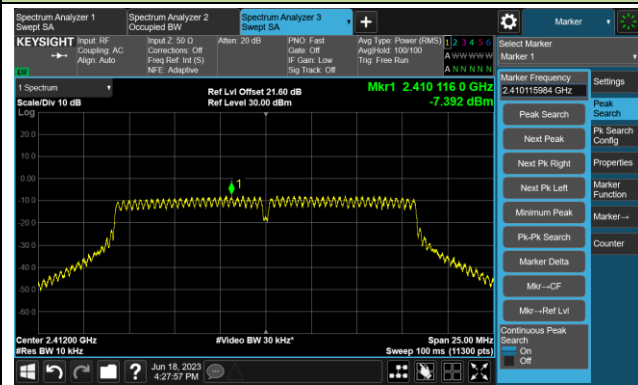 Spectrum Analyzer 1
Swept SA
Spectrum Analyzer 2
Occupied BW
Spectrum Analyzer 3
Swept SA
Marker
KEYSIGHT
Input: RF
Coupling: AC
Align: Auto
Input Z: 50 Ω
Corrections: Off
Freq Ref: Int (S)
NFE: Adaptive
Atten: 20 dB
PNO: Fast
Gate: Off
IF Gain: Low
Sig Track: Off
Avg Type: Power (RMS)
Avg|Hold: 100/100
Trig: Free Run
1 2 3 4 5 6
A W W W W W
A N N N N N
Select Marker
Marker 1
LW
1 Spectrum
Scale/Div 10 dB
Log
Ref Lvl Offset 21.60 dB
Ref Level 30.00 dBm
Mkr1 2.410 116 0 GHz
-7.392 dBm
20.0
10.0
0.00
-10.0
-20.0
-30.0
-40.0
-50.0
-60.0
1
Center 2.41200 GHz
#Res BW 10 kHz
#Video BW 30 kHz*
Span 25.00 MHz
Sweep 100 ms (11300 pts)
Marker Frequency
2.410115984 GHz
Peak Search
Next Peak
Next Pk Right
Next Pk Left
Minimum Peak
Pk-Pk Search
Marker Delta
Mkr→CF
Mkr→Ref Lvl
Continuous Peak
Search
On
Off
Settings
Peak
Search
Pk Search
Config
Properties
Marker
Function
Marker→
Counter
?
Jun 18, 2023
4:27:57 PM